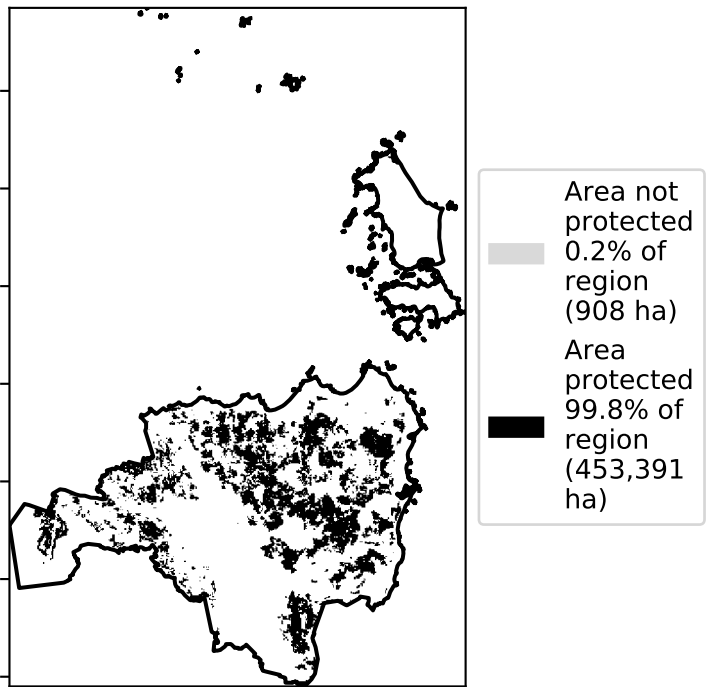 Area not
protected
0.2% of
region
(908 ha)
Area
protected
99.8% of
region
(453,391
ha)